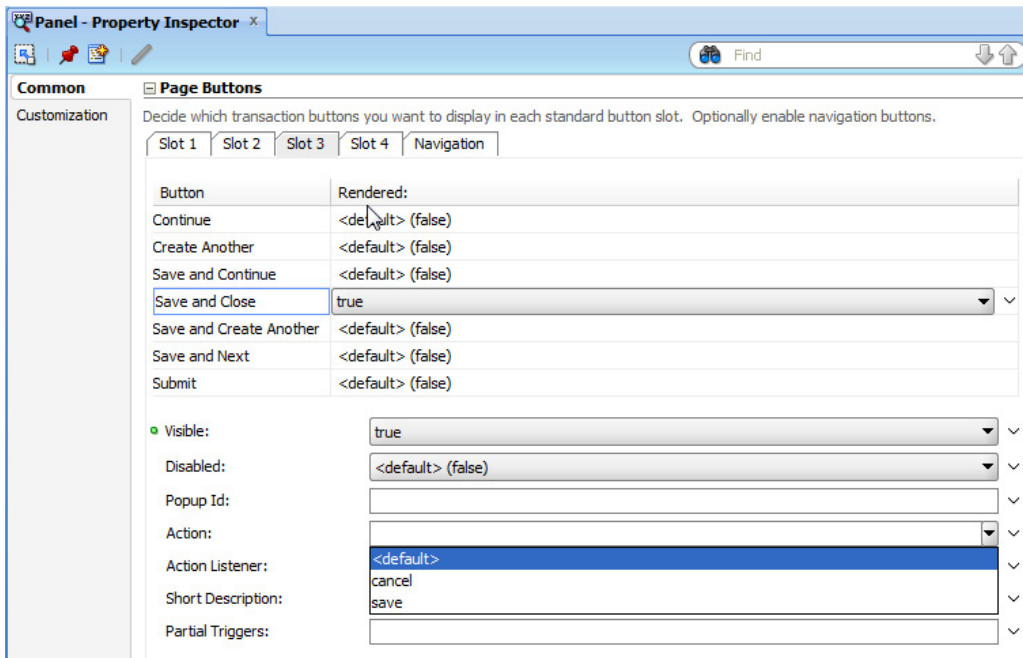 Panel - Property Inspector x
Find
Common
Customization
Page Buttons
Decide which transaction buttons you want to display in each standard button slot. Optionally enable navigation buttons.
Slot 1 Slot 2 Slot 3 Slot 4 Navigation
Button Rendered:
Continue <default> (false)
Create Another <default> (false)
Save and Continue <default> (false)
Save and Close true
Save and Create Another <default> (false)
Save and Next <default> (false)
Submit <default> (false)
Visible: true
Disabled: <default> (false)
Popup Id:
Action:
<default>
Action Listener:
cancel
Short Description:
save
Partial Triggers: